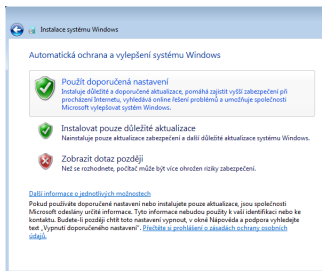 Instalace systému Windows
Automatická ochrana a vylepšení systému Windows
Použít doporučená nastavení
Instaluje důležité a doporučené aktualizace, pomáhá zajistit vyšší zabezpečení při
procházení Internetu, vyhledává online řešení problémů a umožňuje společnosti
Microsoft vylepšovat systém Windows.
Instalovat pouze důležité aktualizace
Nainstaluje pouze aktualizace zabezpečení a další důležité aktualizace systému Windows.
Zobrazit dotaz později
Než se rozhodnete, počítač může být více ohrožen riziky zabezpečení.
Další informace o jednotlivých možnostech
Pokud používáte doporučené nastavení nebo instalujete pouze aktualizace, jsou společnosti
Microsoft odeslány určité informace. Tyto informace nebudou použity k vaší identifikaci nebo ke
kontaktu. Budete-li později chtít toto nastavení vypnout, v okně Nápověda a podpora vyhledejte
text „Vypnutí doporučeného nastavení". Přečtěte si prohlášení o zásadách ochrany osobních
údajů.